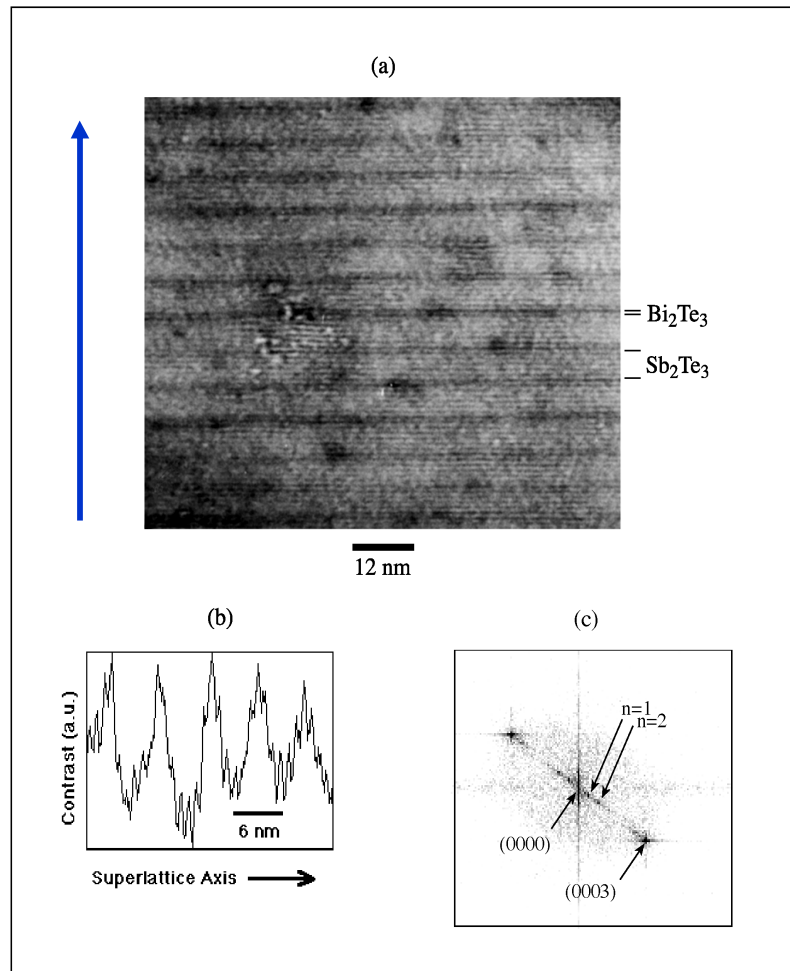 (a)
Bi₂Te₃
Sb₂Te₃
12 nm
(b)
Contrast (a.u.)
6 nm
Superlattice Axis
(c)
n=1
n=2
(0000)
(0003)